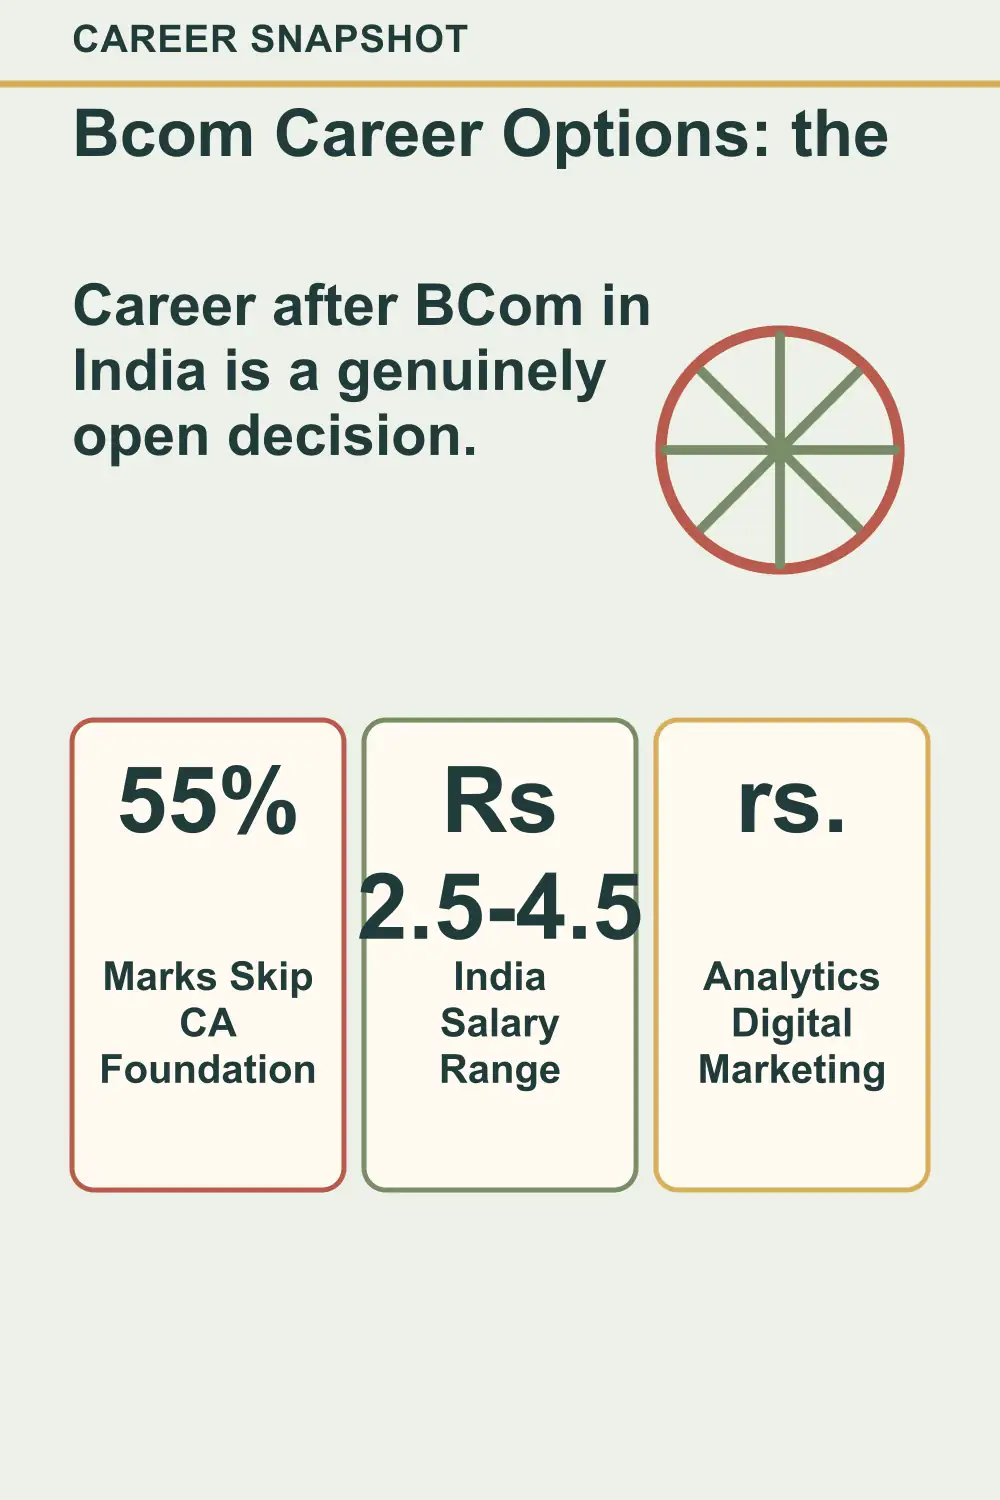 CAREER SNAPSHOT
Bcom Career Options: the
Career after BCom in
India is a genuinely
open decision.
55%
Marks Skip
CA
Foundation
Rs
2.5-4.5
India
Salary
Range
rs.
Analytics
Digital
Marketing